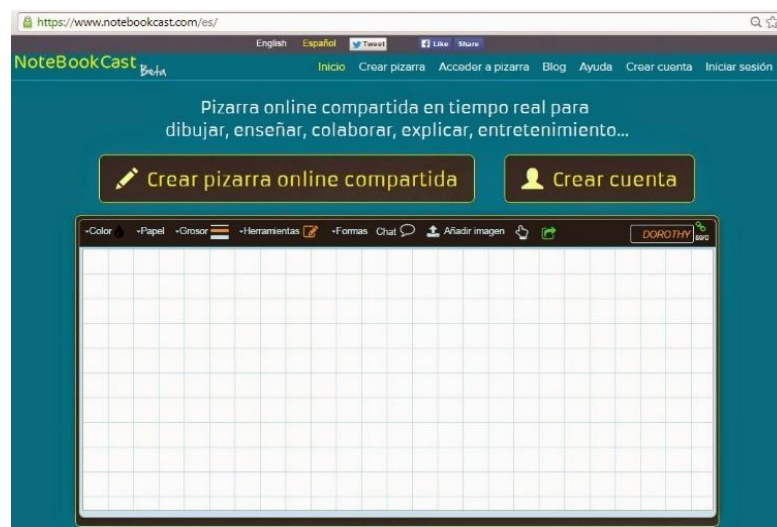 https://www.notebookcast.com/es/
English Español Tweet Like Share
NoteBookCast Beta
Inicio Crear pizarra Acceder a pizarra Blog Ayuda Crear cuenta Iniciar sesión
Pizarra online compartida en tiempo real para
dibujar, enseñar, colaborar, explicar, entretenimiento...
Crear pizarra online compartida Crear cuenta
Color Papel Grosor Herramientas Formas Chat Añadir imagen DOROTHY